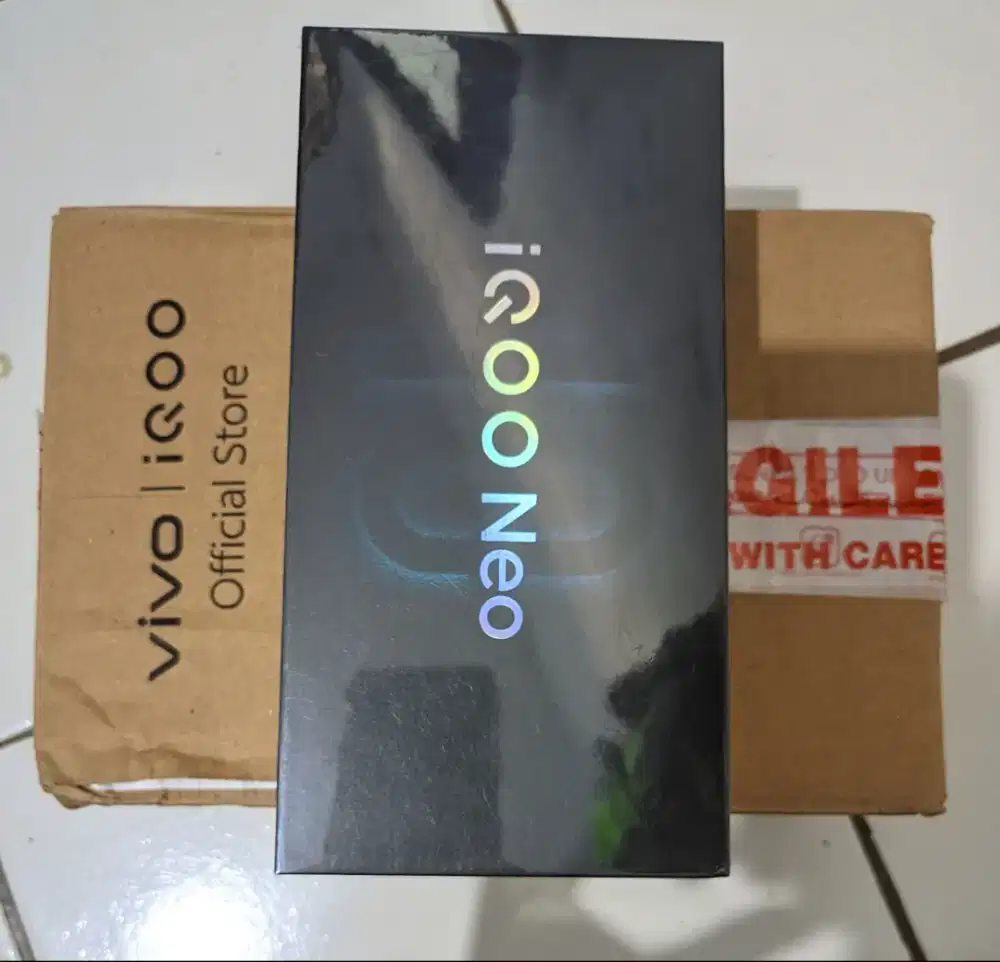 vivo | iQOO
Official Store
iQOO Neo
GILE
WITH CARE